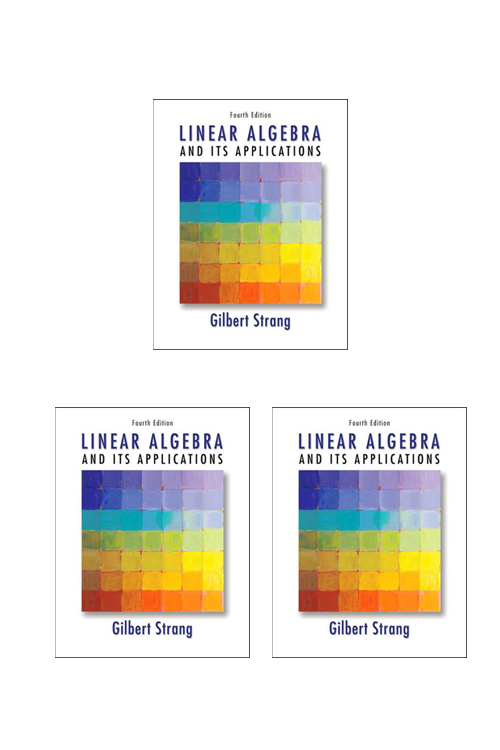 Fourth Edition
LINEAR ALGEBRA
AND ITS APPLICATIONS
Gilbert Strang
Fourth Edition
LINEAR ALGEBRA
AND ITS APPLICATIONS
Gilbert Strang
Fourth Edition
LINEAR ALGEBRA
AND ITS APPLICATIONS
Gilbert Strang